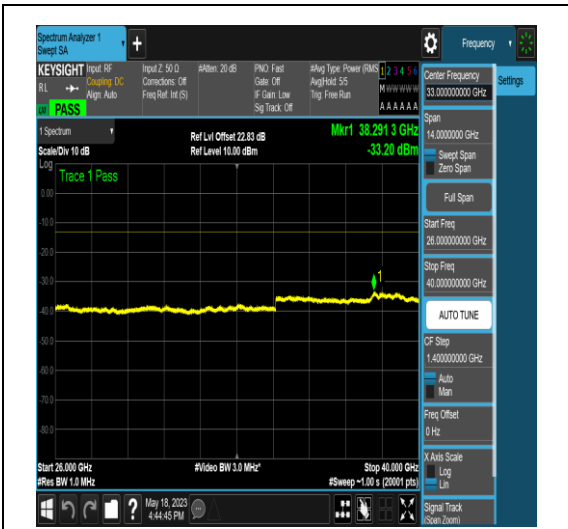 Spectrum Analyzer 1
Swept SA
+
Frequency
KEYSIGHT
RL
PASS
Input: RF
Coupling: DC
Align: Auto
Input Z: 50 Ω
Corrections: Off
Freq Ref: Int (S)
#Atten: 20 dB
PNO: Fast
Gate: Off
IF Gain: Low
Sig Track: Off
#Avg Type: Power (RMS
Avg|Hold: 5/5
Trig: Free Run
1 2 3 4 5 6
M W W W W W
A A A A A A
1 Spectrum
Scale/Div 10 dB
Ref Lvl Offset 22.83 dB
Ref Level 10.00 dBm
Mkr1 38.291 3 GHz
-33.20 dBm
Log
Trace 1 Pass
0.00
-10.0
-20.0
-30.0
-40.0
-50.0
-60.0
-70.0
-80.0
1
Start 26.000 GHz
#Res BW 1.0 MHz
#Video BW 3.0 MHz*
Stop 40.000 GHz
#Sweep ~1.00 s (20001 pts)
Center Frequency
33.000000000 GHz
Settings
Span
14.0000000 GHz
Swept Span
Zero Span
Full Span
Start Freq
26.000000000 GHz
Stop Freq
40.000000000 GHz
AUTO TUNE
CF Step
1.400000000 GHz
Auto
Man
Freq Offset
0 Hz
X Axis Scale
Log
Lin
Signal Track
(Span Zoom)
?
May 18, 2023
4:44:45 PM